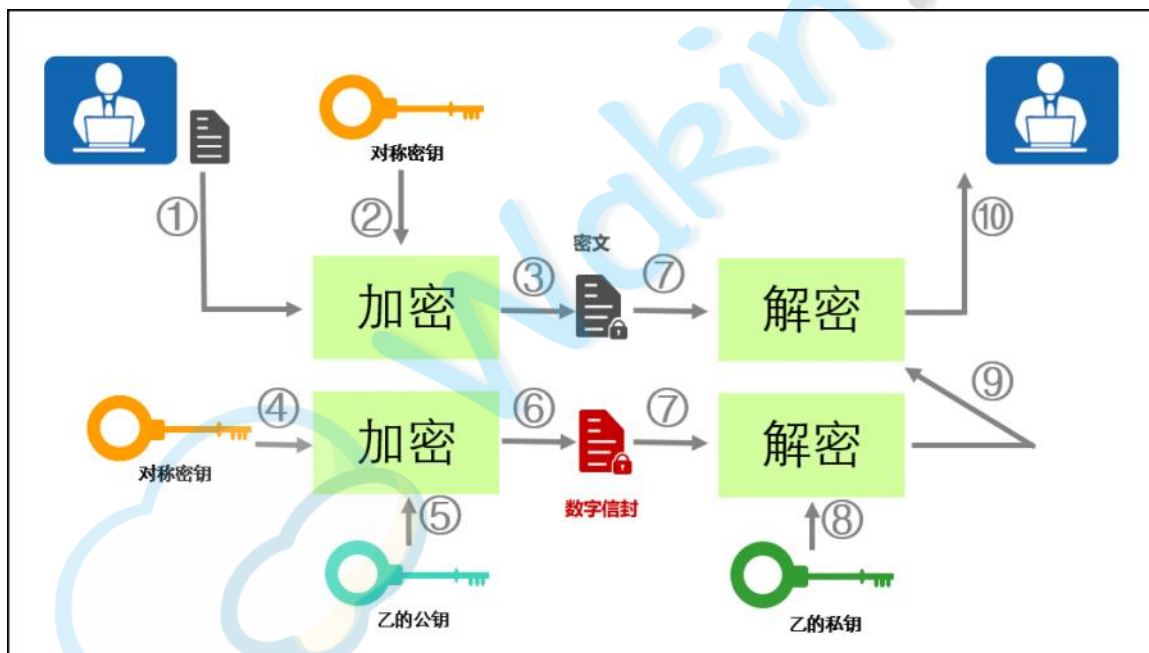 对称密钥
①
②
密文
③
⑦
⑩
加密
解密
④
⑥
⑦
⑨
加密
解密
对称密钥
数字信封
⑤
⑧
乙的公钥
乙的私钥
Wakin